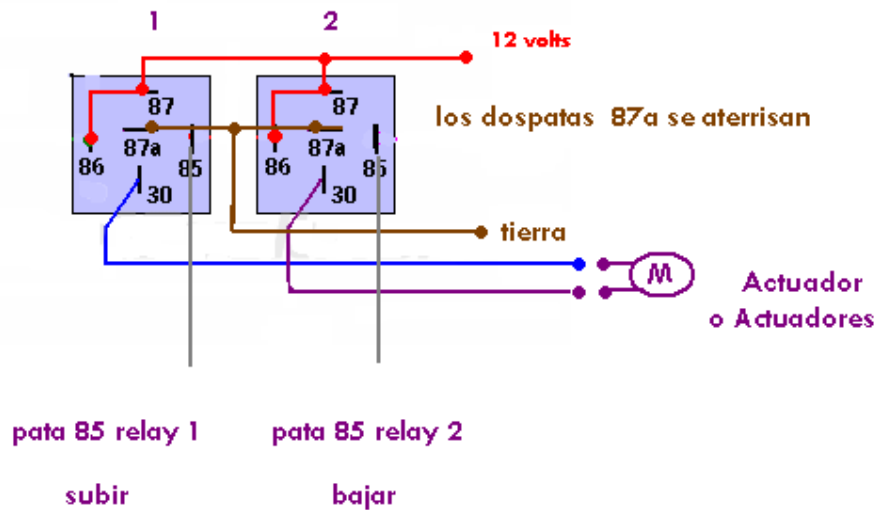 1
2
12 volts
87
87
los dospatas 87a se aterrisan
87a
87a
86
85
86
85
30
30
tierra
M
Actuador
o Actuadores
pata 85 relay 1
pata 85 relay 2
subir
bajar